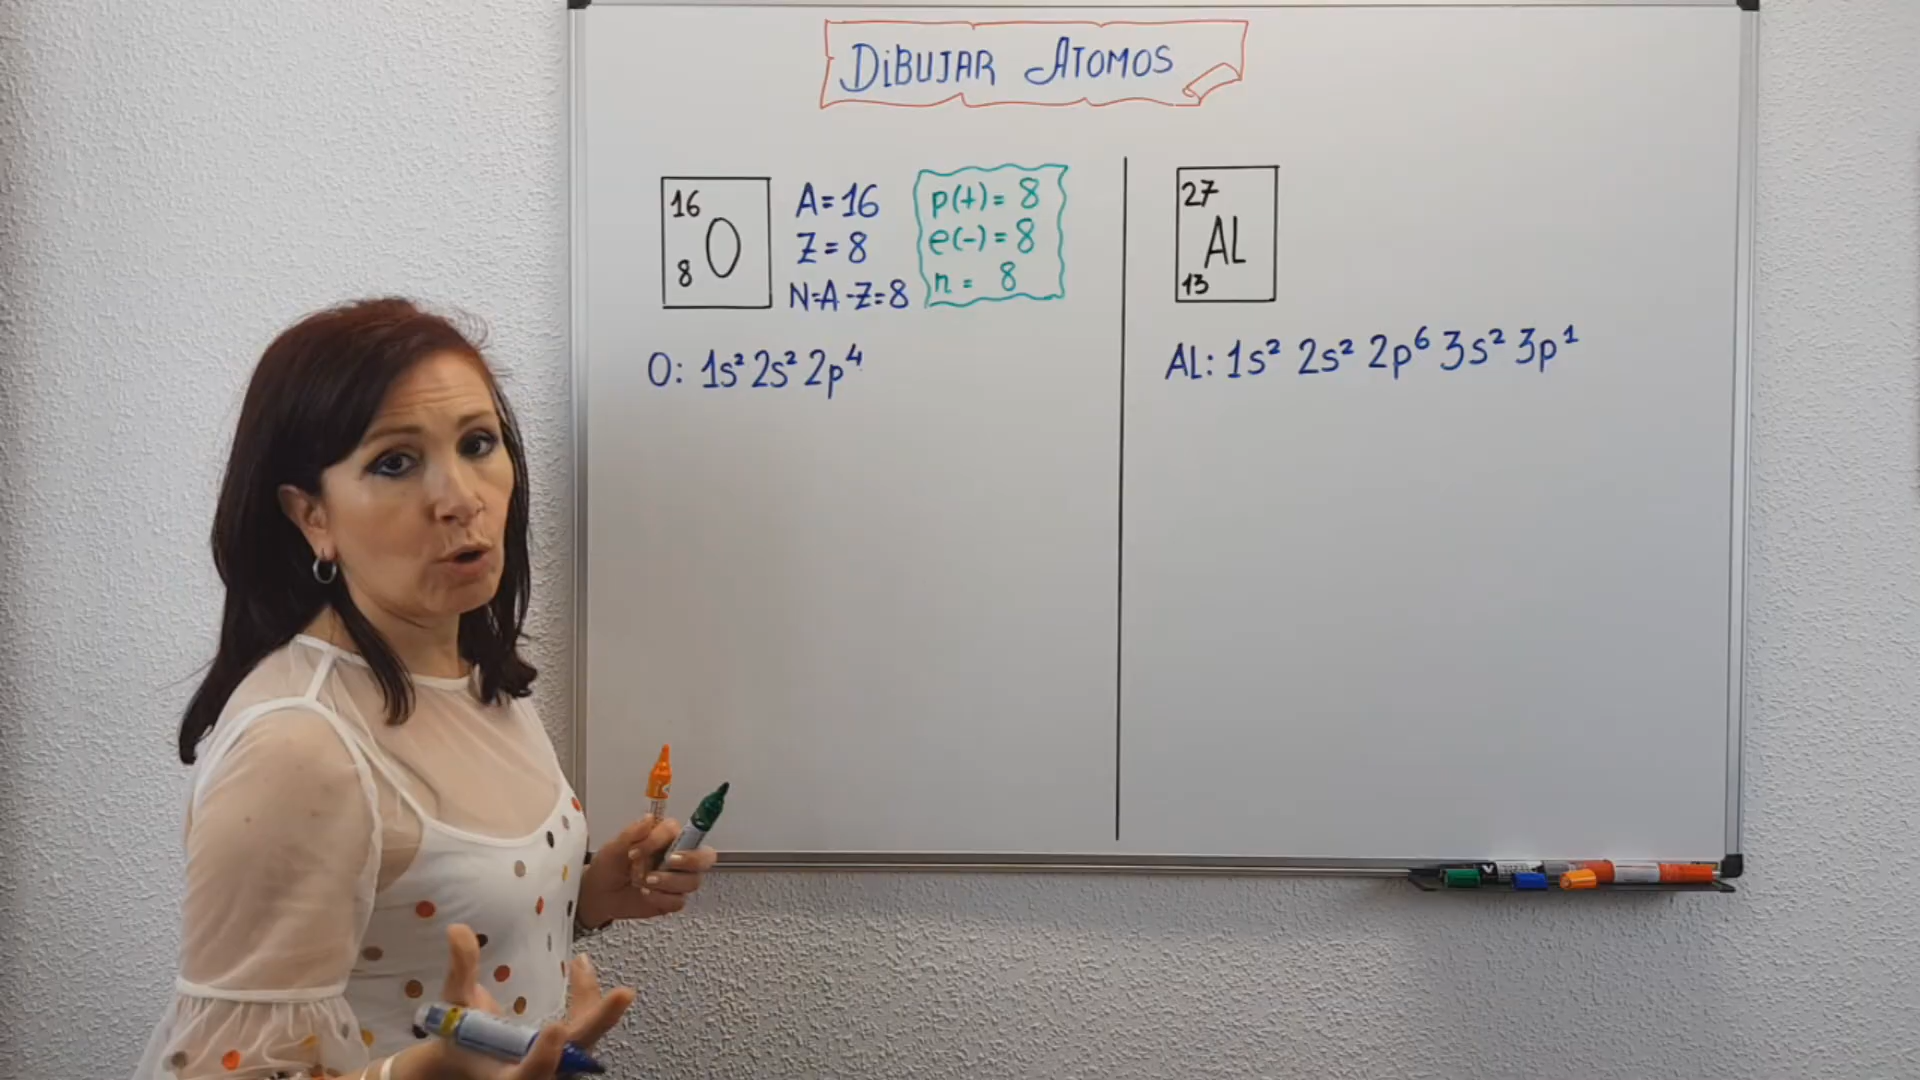 DIBUJAR ATOMOS
16
O
8
A=16
Z=8
N=A-Z=8
p(+)= 8
e(-)=8
n= 8
O: 1s² 2s² 2p⁴
27
AL
13
AL: 1s² 2s² 2p⁶ 3s² 3p¹